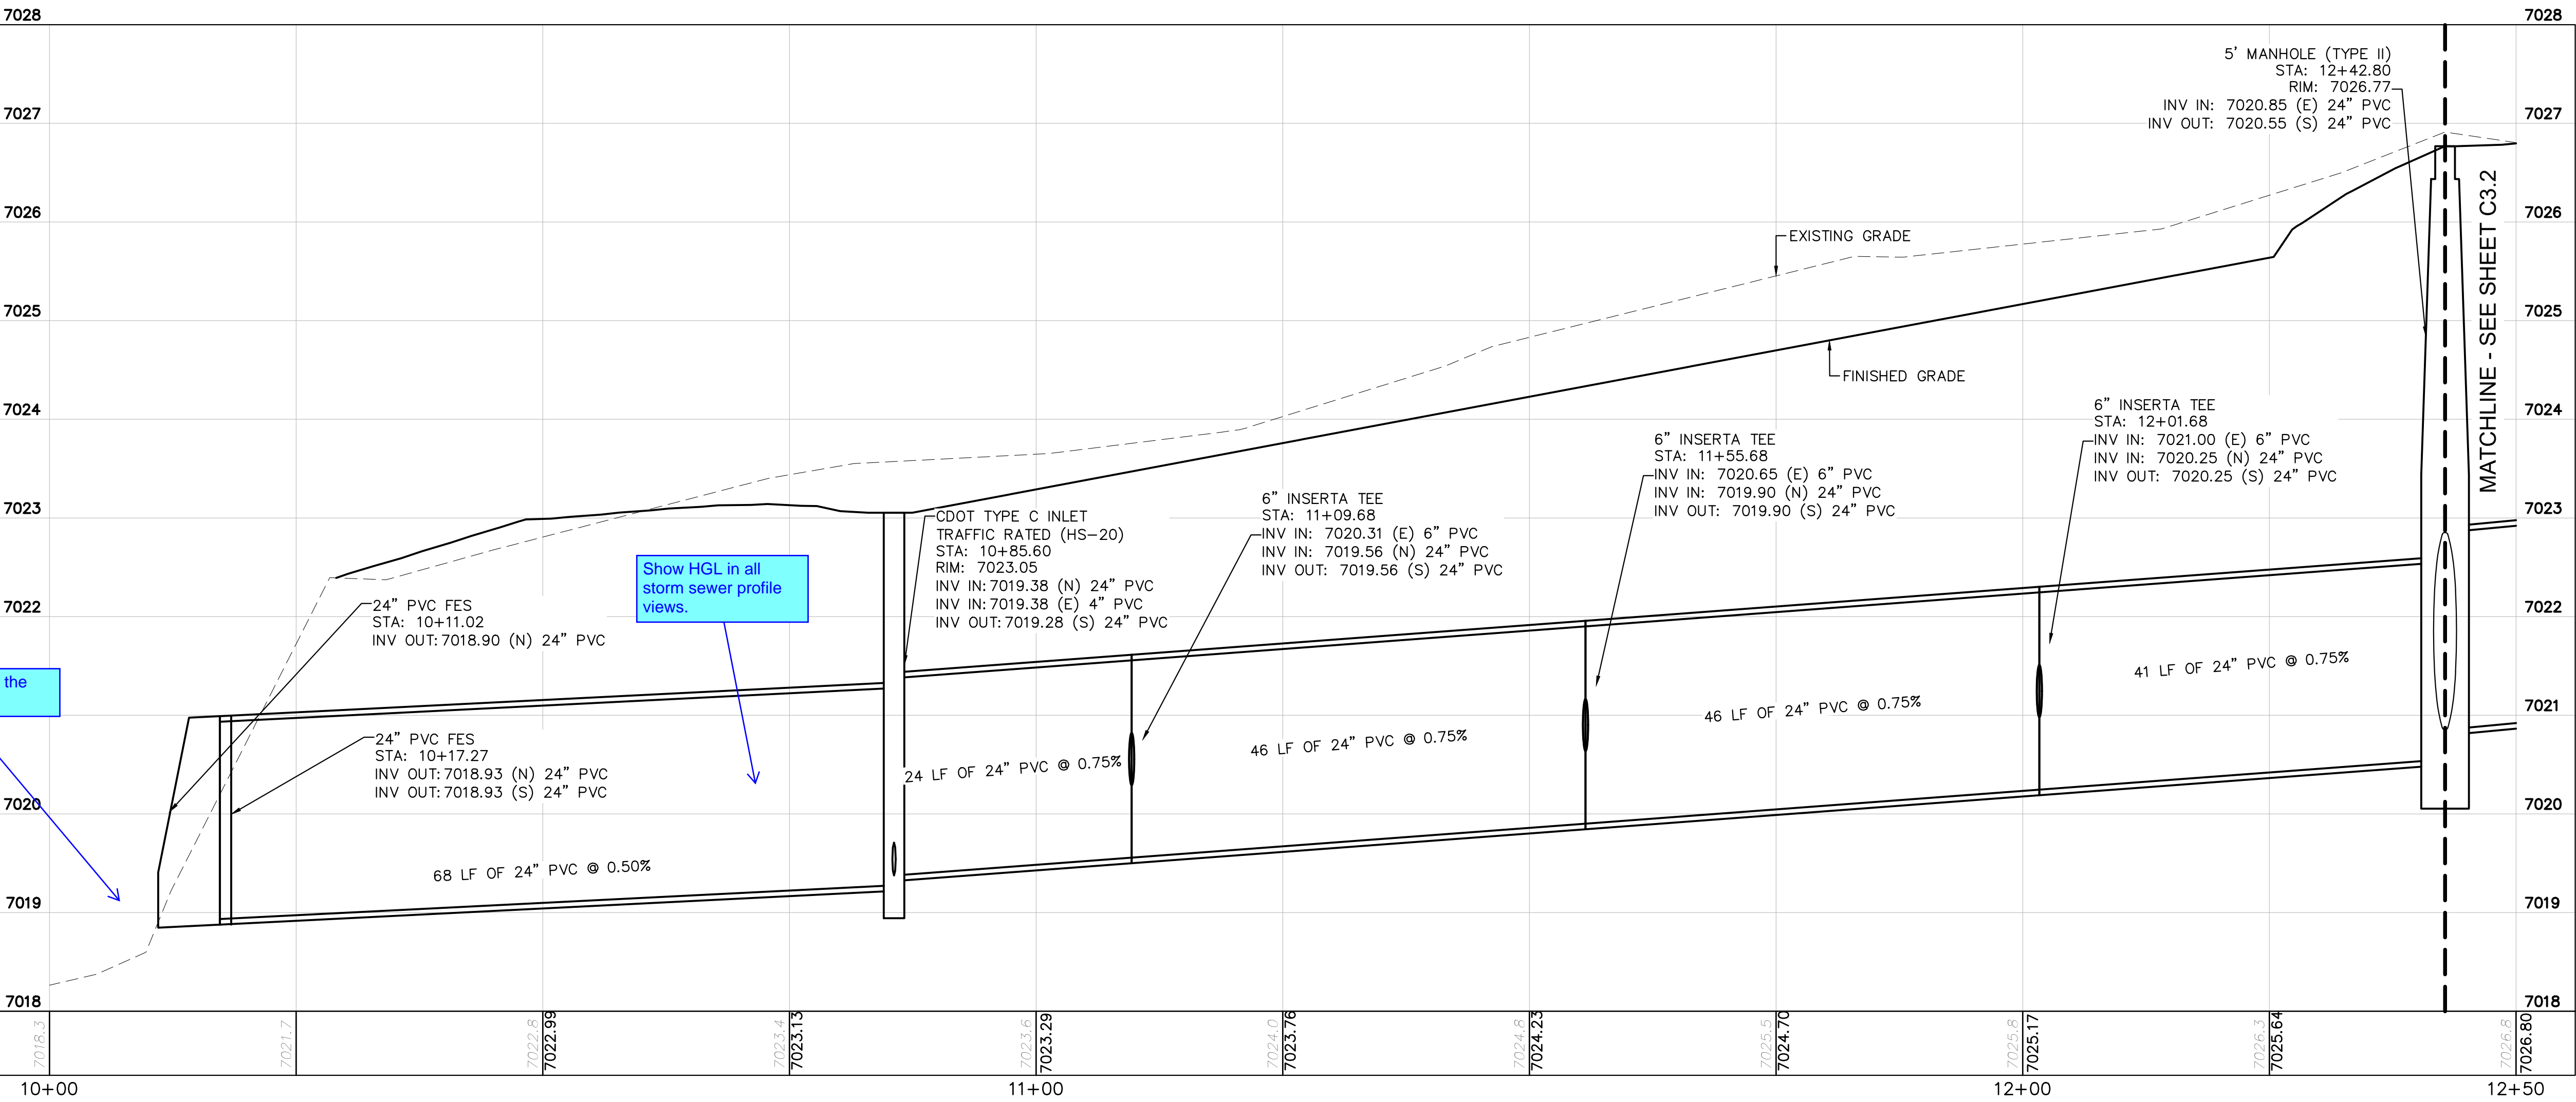 7028
7028
5' MANHOLE (TYPE II)
STA: 12+42.80
RIM: 7026.77
INV IN: 7020.85 (E) 24" PVC
INV OUT: 7020.55 (S) 24" PVC
7027
7027
MATCHLINE - SEE SHEET C3.2
7026
7026
EXISTING GRADE
7025
7025
FINISHED GRADE
7024
7024
6" INSERTA TEE
STA: 12+01.68
INV IN: 7021.00 (E) 6" PVC
INV IN: 7020.25 (N) 24" PVC
INV OUT: 7020.25 (S) 24" PVC
6" INSERTA TEE
STA: 11+55.68
INV IN: 7020.65 (E) 6" PVC
INV IN: 7019.90 (N) 24" PVC
INV OUT: 7019.90 (S) 24" PVC
6" INSERTA TEE
STA: 11+09.68
INV IN: 7020.31 (E) 6" PVC
INV IN: 7019.56 (N) 24" PVC
INV OUT: 7019.56 (S) 24" PVC
7023
7023
CDOT TYPE C INLET
TRAFFIC RATED (HS-20)
STA: 10+85.60
RIM: 7023.05
INV IN: 7019.38 (N) 24" PVC
INV IN: 7019.38 (E) 4" PVC
INV OUT: 7019.28 (S) 24" PVC
Show HGL in all
storm sewer profile
views.
7022
7022
24" PVC FES
STA: 10+11.02
INV OUT: 7018.90 (N) 24" PVC
the
7021
7021
24" PVC FES
STA: 10+17.27
INV OUT: 7018.93 (N) 24" PVC
INV OUT: 7018.93 (S) 24" PVC
7020
7020
68 LF OF 24" PVC @ 0.50%
24 LF OF 24" PVC @ 0.75%
46 LF OF 24" PVC @ 0.75%
46 LF OF 24" PVC @ 0.75%
41 LF OF 24" PVC @ 0.75%
7019
7019
7018
7018
7018.3
7021.7
7022.8
7022.99
7023.4
7023.13
7023.6
7023.29
7024.0
7023.76
7024.8
7024.23
7025.5
7024.70
7025.8
7025.17
7026.3
7025.64
7026.8
7026.80
10+00
11+00
12+00
12+50